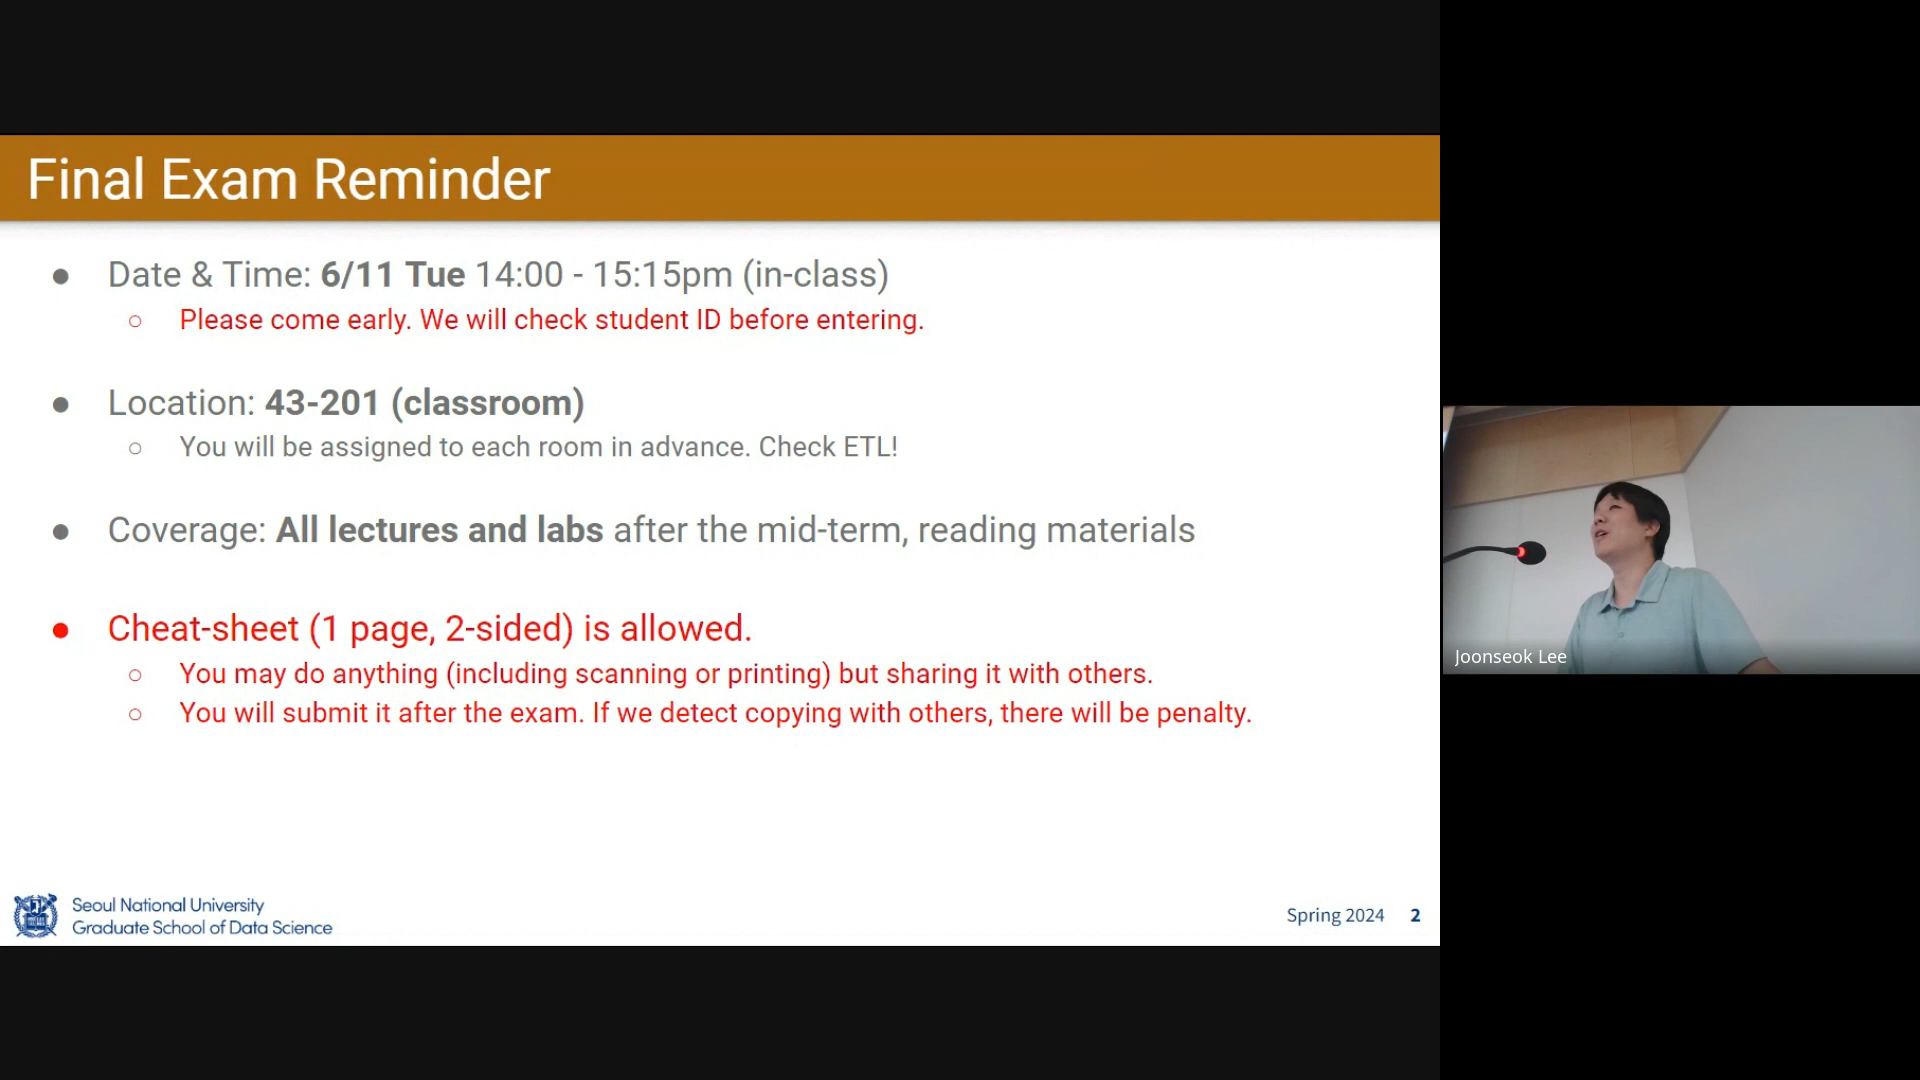 Final Exam Reminder
● Date & Time: 6/11 Tue 14:00 - 15:15pm (in-class)
○ Please come early. We will check student ID before entering.
● Location: 43-201 (classroom)
○ You will be assigned to each room in advance. Check ETL!
● Coverage: All lectures and labs after the mid-term, reading materials
● Cheat-sheet (1 page, 2-sided) is allowed.
○ You may do anything (including scanning or printing) but sharing it with others.
○ You will submit it after the exam. If we detect copying with others, there will be penalty.
Seoul National University
Graduate School of Data Science
Spring 2024 2
Joonseok Lee